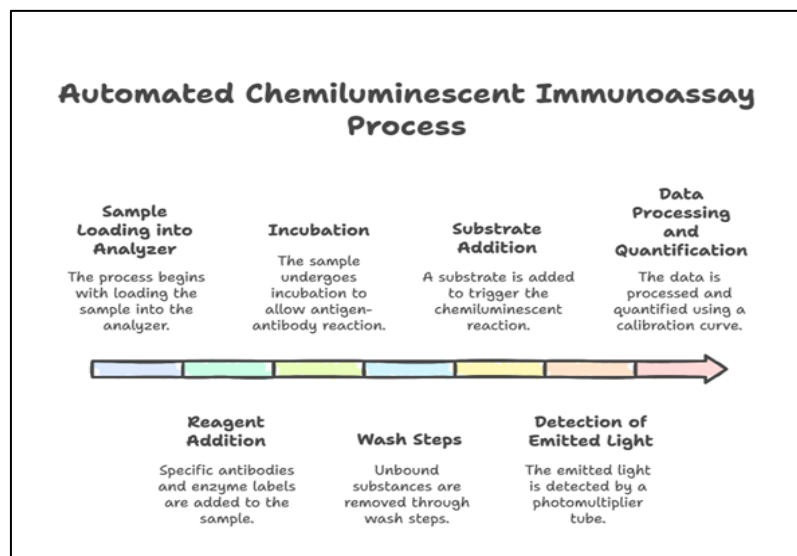 Automated Chemiluminescent Immunoassay
Process
Sample
Loading into
Analyzer
The process begins
with loading the
sample into the
analyzer.
Incubation
The sample
undergoes
incubation to
allow antigen-
antibody reaction.
Substrate
Addition
A substrate is added
to trigger the
chemiluminescent
reaction.
Data
Processing
and
Quantification
The data is
processed and
quantified using a
calibration curve.
Reagent
Addition
Specific antibodies
and enzyme labels
are added to the
sample.
Wash Steps
Unbound
substances are
removed through
wash steps.
Detection of
Emitted Light
The emitted light
is detected by a
photomultiplier
tube.